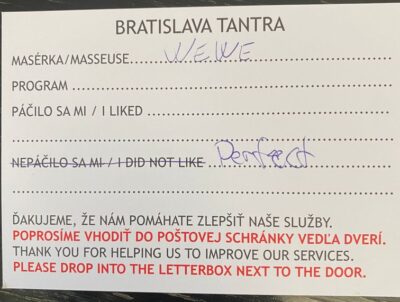 BRATISLAVA TANTRA
MASÉRKA/MASSEUSE WEWE
PROGRAM
PÁČILO SA MI / I LIKED
NEPÁČILO SA MI / I DID NOT LIKE Perrfect
ĎAKUJEME, ŽE NÁM POMÁHATE ZLEPŠIŤ NAŠE SLUŽBY.
POPROSÍME VHODIŤ DO POŠTOVEJ SCHRÁNKY VEDĽA DVERÍ.
THANK YOU FOR HELPING US TO IMPROVE OUR SERVICES.
PLEASE DROP INTO THE LETTERBOX NEXT TO THE DOOR.